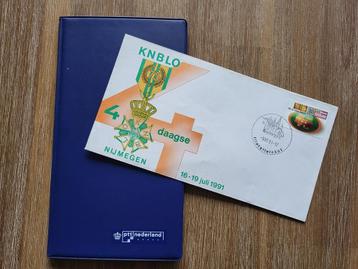 KNBLO
4 daagse
NIJMEGEN
16-19 juli 1991
ptt nederland